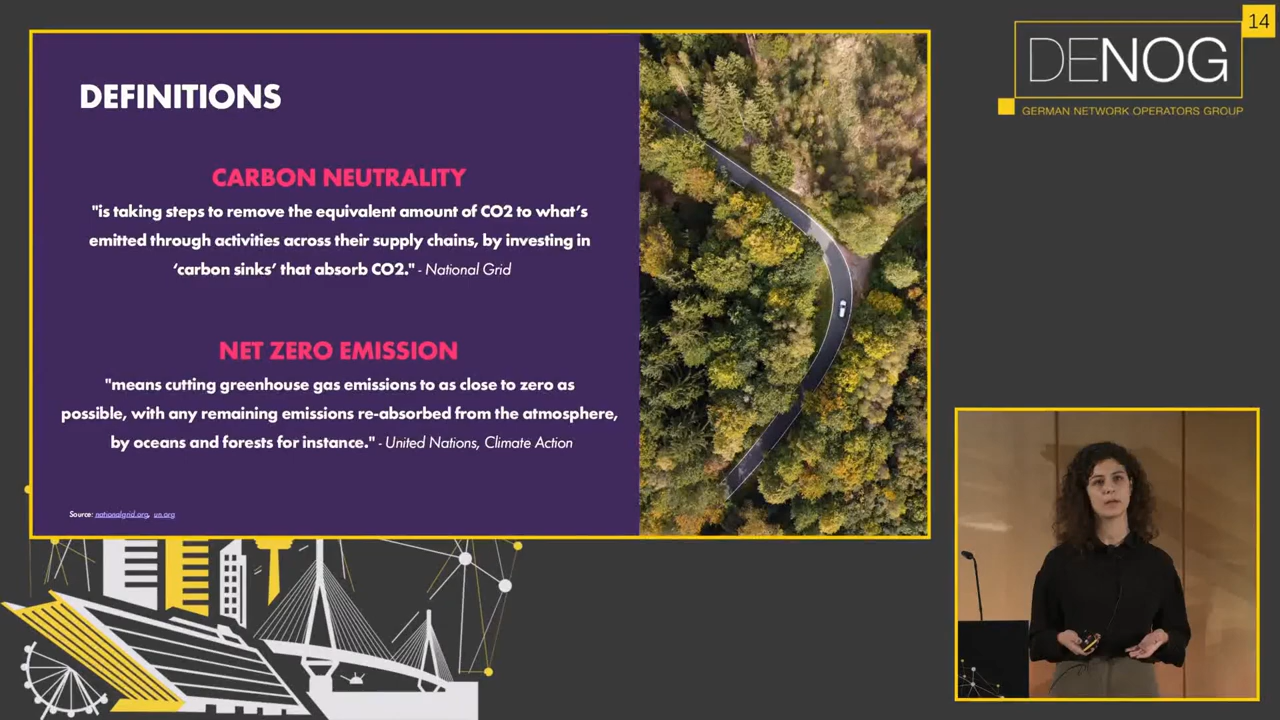 DEFINITIONS
CARBON NEUTRALITY
"is taking steps to remove the equivalent amount of CO2 to what's
emitted through activities across their supply chains, by investing in
'carbon sinks' that absorb CO2." - National Grid
NET ZERO EMISSION
"means cutting greenhouse gas emissions to as close to zero as
possible, with any remaining emissions re-absorbed from the atmosphere,
by oceans and forests for instance." - United Nations, Climate Action
Source: nationalgrid.org, un.org
14
DENOG
GERMAN NETWORK OPERATORS GROUP